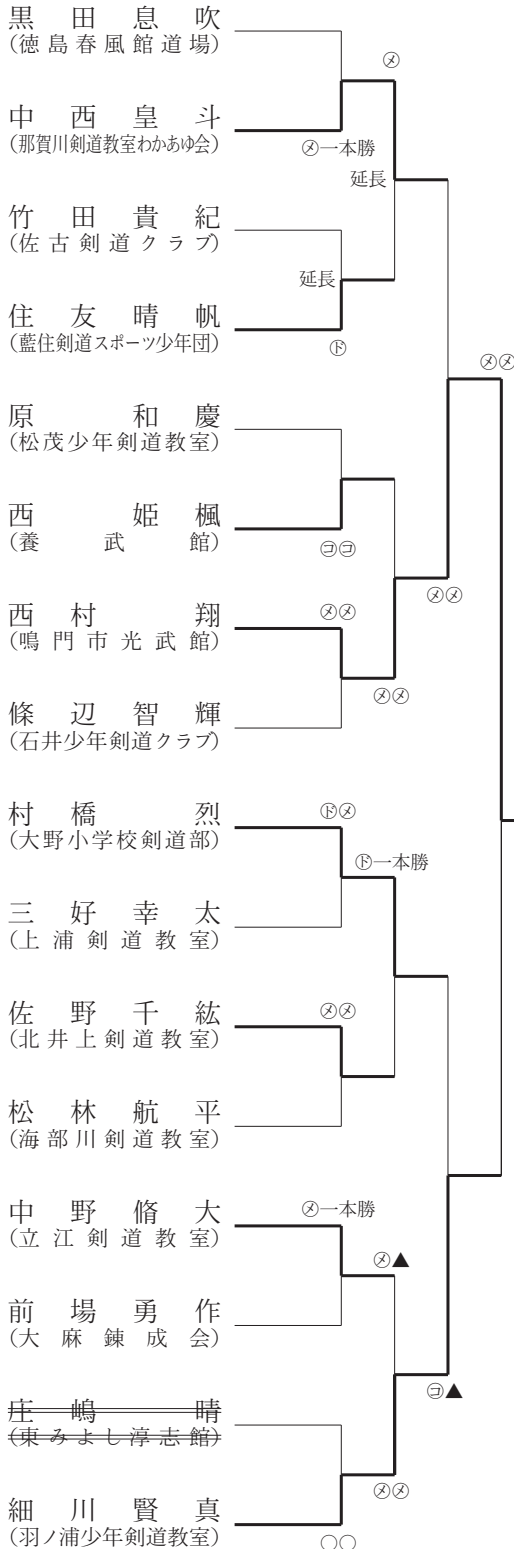 黒田息吹
(徳島春風館道場)
㋱
中西皇斗
(那賀川剣道教室わかあゆ会)
㋱一本勝
延長
竹田貴紀
(佐古剣道クラブ)
延長
住友晴帆
(藍住剣道スポーツ少年団)
㋣
㋱㋱
原和慶
(松茂少年剣道教室)
西姫楓
(養武館)
㋙㋙
㋱㋱
西村翔
(鳴門市光武館)
㋱㋱
㋱㋱
條辺智輝
(石井少年剣道クラブ)
村橋烈
(大野小学校剣道部)
㋣㋱
㋣一本勝
三好幸太
(上浦剣道教室)
佐野千紘
(北井上剣道教室)
㋱㋱
松林航平
(海部川剣道教室)
中野脩大
(立江剣道教室)
㋱一本勝
㋱▲
前場勇作
(大麻錬成会)
㋙▲
庄嶋晴
(東みよし淳志館)
㋱㋱
細川賢真
(羽ノ浦少年剣道教室)
○○